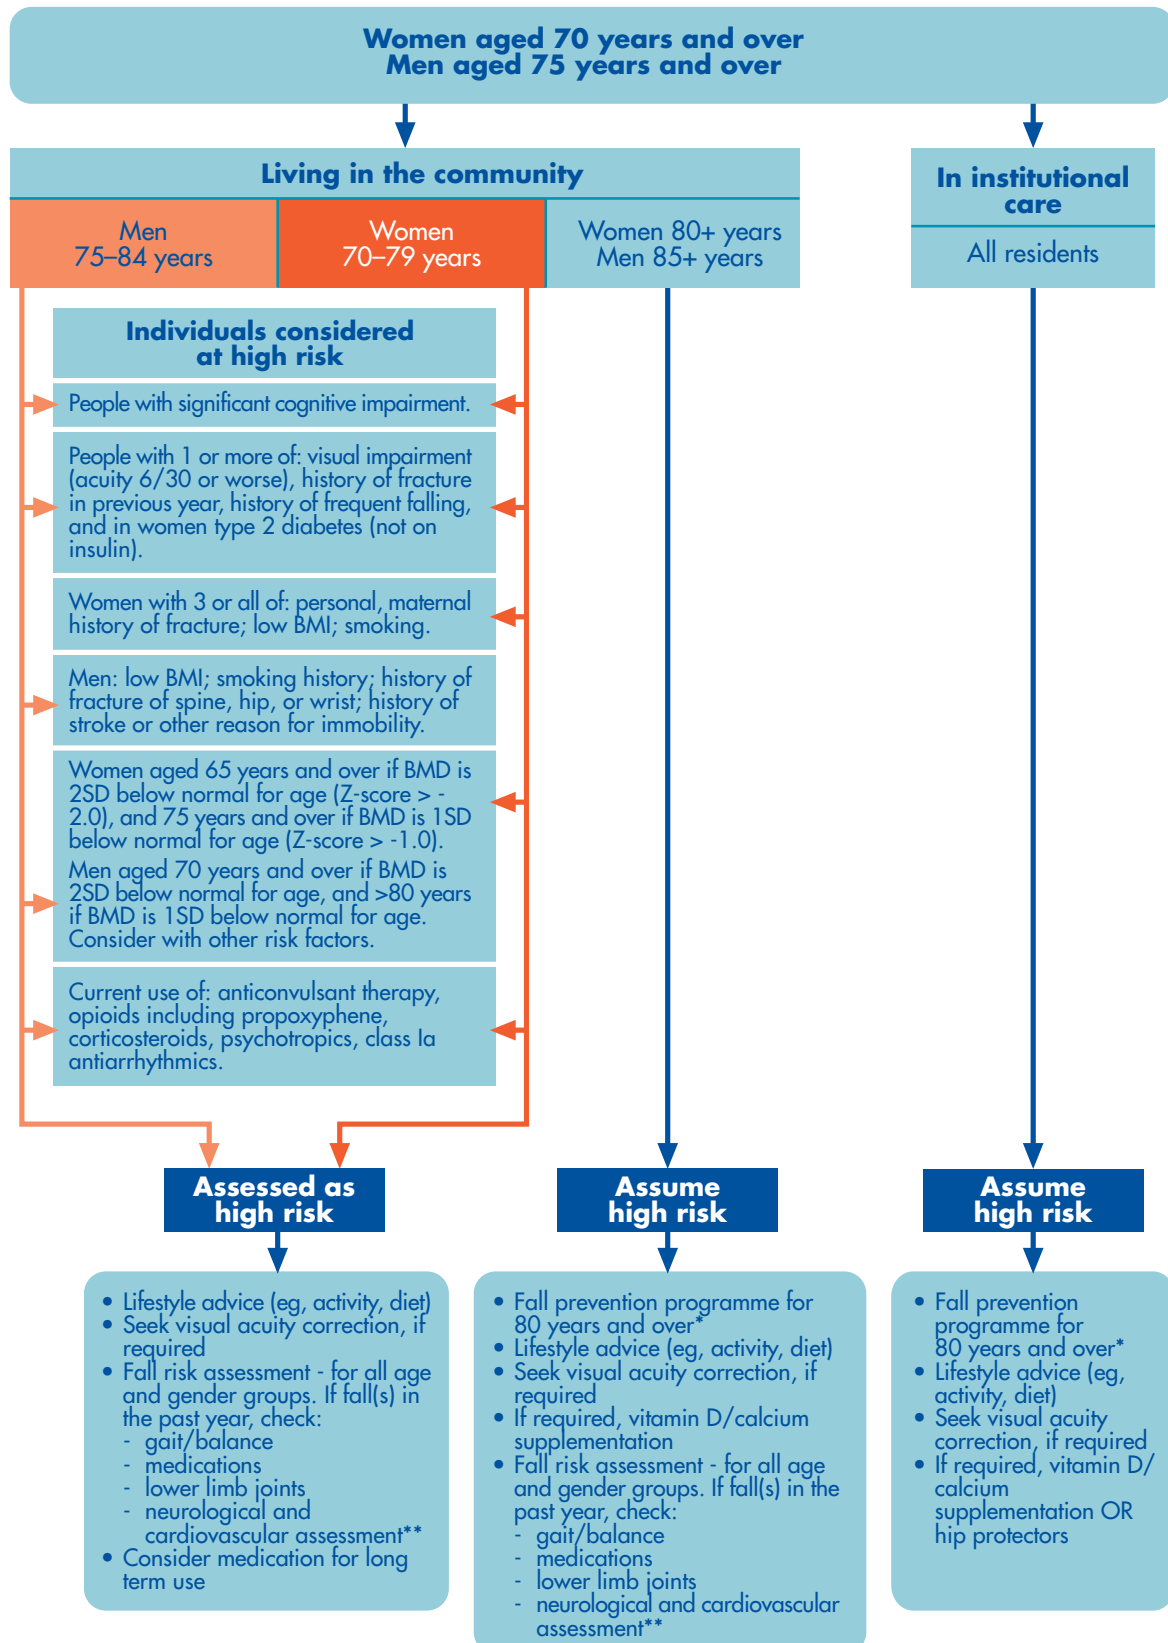 Women aged 70 years and over
Men aged 75 years and over
Living in the community
Men
75–84 years
Women
70–79 years
Women 80+ years
Men 85+ years
In institutional
care
All residents
Individuals considered
at high risk
People with significant cognitive impairment.
People with 1 or more of: visual impairment
(acuity 6/30 or worse), history of fracture
in previous year, history of frequent falling,
and in women type 2 diabetes (not on
insulin).
Women with 3 or all of: personal, maternal
history of fracture; low BMI; smoking.
Men: low BMI; smoking history; history of
fracture of spine, hip, or wrist; history of
stroke or other reason for immobility.
Women aged 65 years and over if BMD is
2SD below normal for age (Z-score > -
2.0), and 75 years and over if BMD is 1SD
below normal for age (Z-score > -1.0).
Men aged 70 years and over if BMD is
2SD below normal for age, and >80 years
if BMD is 1SD below normal for age.
Consider with other risk factors.
Current use of: anticonvulsant therapy,
opioids including propoxyphene,
corticosteroids, psychotropics, class Ia
antiarrhythmics.
Assessed as
high risk
• Lifestyle advice (eg, activity, diet)
• Seek visual acuity correction, if
required
• Fall risk assessment - for all age
and gender groups. If fall(s) in
the past year, check:
- gait/balance
- medications
- lower limb joints
- neurological and
cardiovascular assessment**
• Consider medication for long
term use
Assume
high risk
• Fall prevention programme for
80 years and over*
• Lifestyle advice (eg, activity, diet)
• Seek visual acuity correction, if
required
• If required, vitamin D/calcium
supplementation
• Fall risk assessment - for all age
and gender groups. If fall(s) in the
past year, check:
- gait/balance
- medications
- lower limb joints
- neurological and cardiovascular
assessment**
Assume
high risk
• Fall prevention
programme for
80 years and over*
• Lifestyle advice (eg,
activity, diet)
• Seek visual acuity
correction, if required
• If required, vitamin D/
calcium
supplementation OR
hip protectors